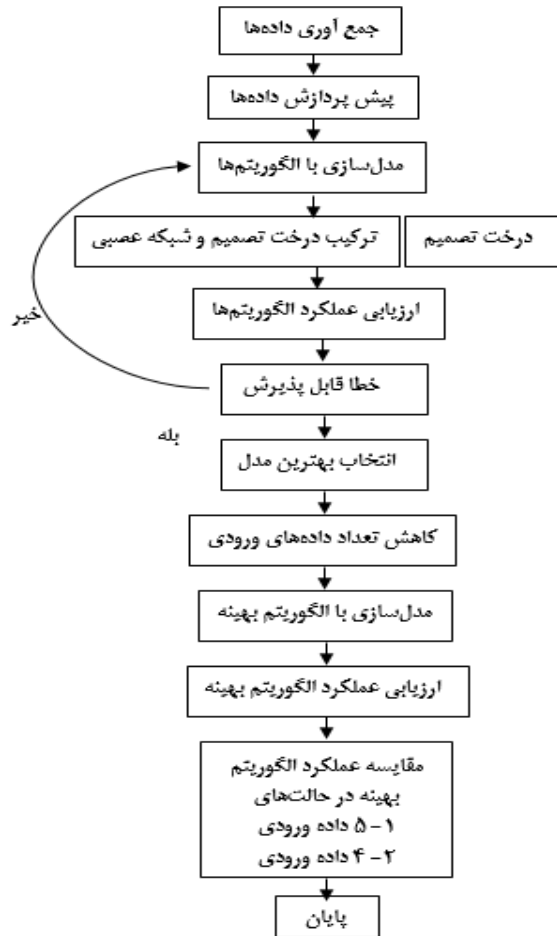 جمع آوری داده‌ها
پیش پردازش داده‌ها
مدل‌سازی با الگوریتم‌ها
درخت تصمیم
ترکیب درخت تصمیم و شبکه عصبی
ارزیابی عملکرد الگوریتم‌ها
خیر
خطا قابل پذیرش
بله
انتخاب بهترین مدل
کاهش تعداد داده‌های ورودی
مدل‌سازی با الگوریتم بهینه
ارزیابی عملکرد الگوریتم بهینه
مقایسه عملکرد الگوریتم
بهینه در حالت‌های
۱- ۵ داده ورودی
۲- ۴ داده ورودی
پایان